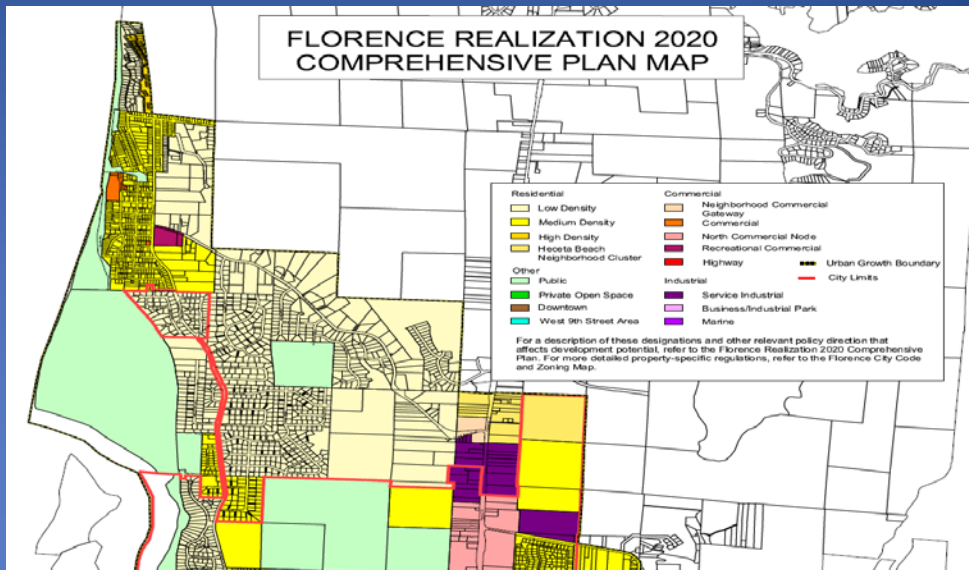 FLORENCE REALIZATION 2020
COMPREHENSIVE PLAN MAP
Residential
Low Density
Medium Density
High Density
Heceta Beach
Neighborhood Cluster
Other
Public
Private Open Space
Downtown
West 9th Street Area
Commercial
Neighborhood Commercial
Gateway
Commercial
North Commercial Node
Recreational Commercial
Highway
Industrial
Service Industrial
Business/Industrial Park
Marine
Urban Growth Boundary
City Limits
For a description of these designations and other relevant policy direction that
affects development potential, refer to the Florence Realization 2020 Comprehensive
Plan. For more detailed property-specific regulations, refer to the Florence City Code
and Zoning Map.